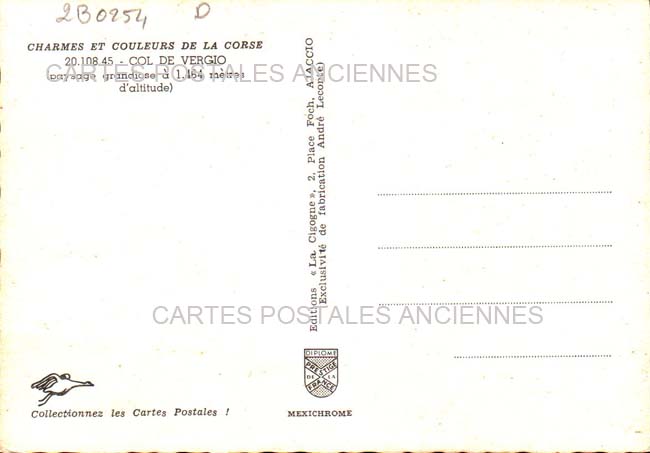 2B0254 D
CHARMES ET COULEURS DE LA CORSE
20.108.45 - COL DE VERGIO
(paysage grandiose à 1.464 mètres
d'altitude)
CARTES POSTALES ANCIENNES
Editions « La Cigogne », 2, Place Foch, AJACCIO
Exclusivité de fabrication André Leconte)
CARTES POSTALES ANCIENNES
DIPLOME
PRESTIGE
DE LA
FRANCE
Collectionnez les Cartes Postales !
MEXICHROME